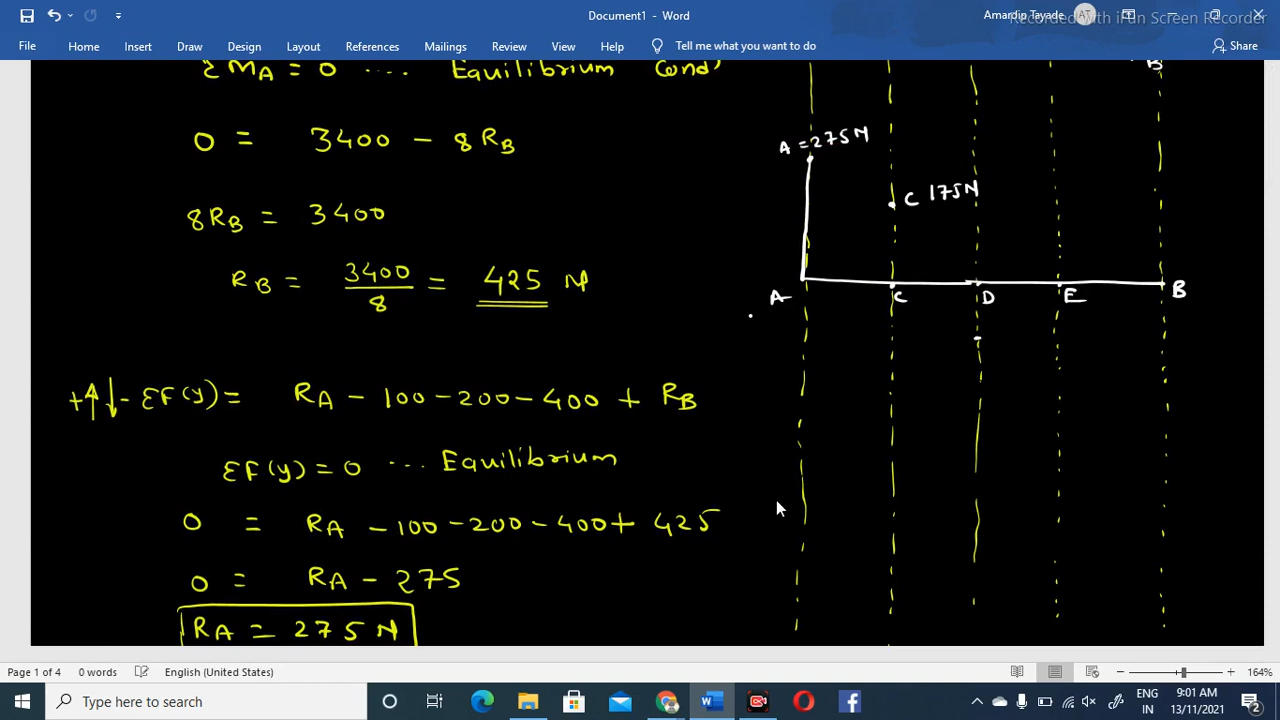 Document1 - Word
Amardip Tayade AT
Recorded with iFun Screen Recorder
File Home Insert Draw Design Layout References Mailings Review View Help Tell me what you want to do Share
ΣMA = 0 .... Equilibrium Cond)
0 = 3400 - 8RB
8RB = 3400
RB = 3400/8 = 425 N
+↑↓- ΣF(y) = RA - 100 - 200 - 400 + RB
ΣF(y) = 0 ... Equilibrium
0 = RA - 100 - 200 - 400 + 425
0 = RA - 275
RA = 275 N
B
A = 275N
C 175N
A C D E B
Page 1 of 4 0 words English (United States) 164%
Type here to search
ENG
IN
9:01 AM
13/11/2021
2